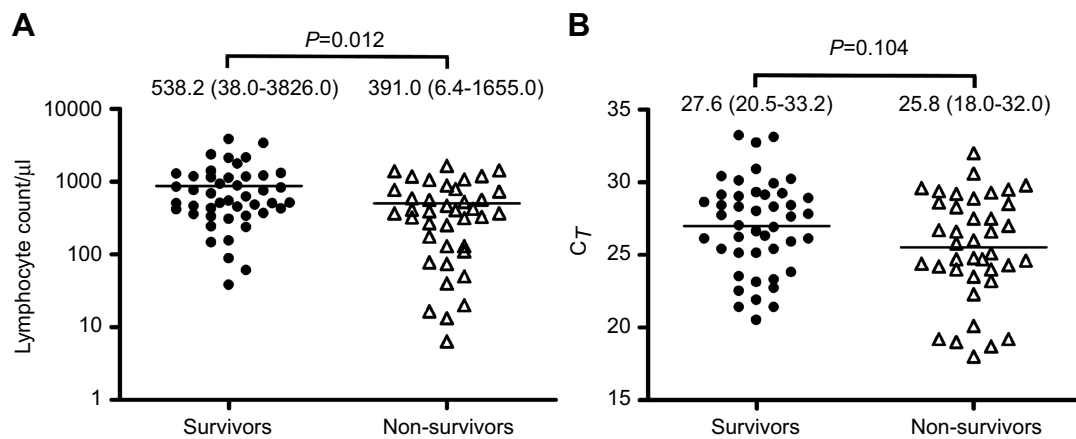 A
P=0.012
538.2 (38.0-3826.0) 391.0 (6.4-1655.0)
10000
1000
100
10
1
Lymphocyte count/µl
Survivors Non-survivors
B
P=0.104
27.6 (20.5-33.2) 25.8 (18.0-32.0)
35
30
25
20
15
CT
Survivors Non-survivors